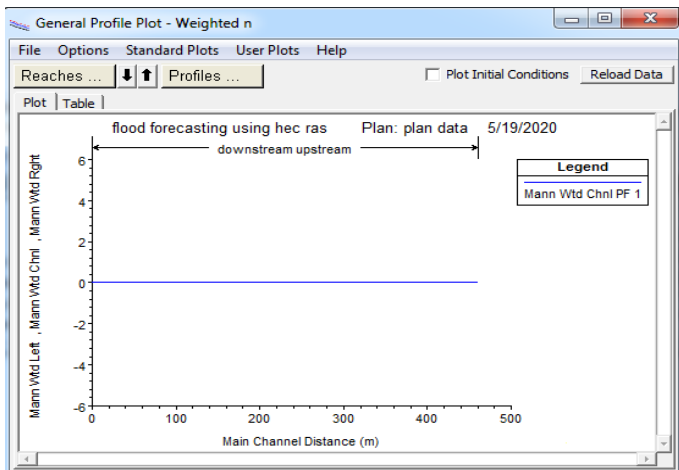 General Profile Plot - Weighted n
File Options Standard Plots User Plots Help
Reaches ... Profiles ... Plot Initial Conditions Reload Data
Plot Table
flood forecasting using hec ras Plan: plan data 5/19/2020
downstream upstream
Legend
Mann Wtd Chnl PF 1
Mann Wtd Left , Mann Wtd Chnl , Mann Wtd Rght
6
4
2
0
-2
-4
-6
0 100 200 300 400 500
Main Channel Distance (m)